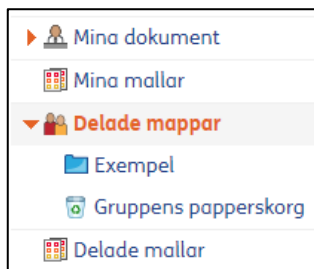 Mina dokument
Mina mallar
Delade mappar
Exempel
Gruppens papperskorg
Delade mallar